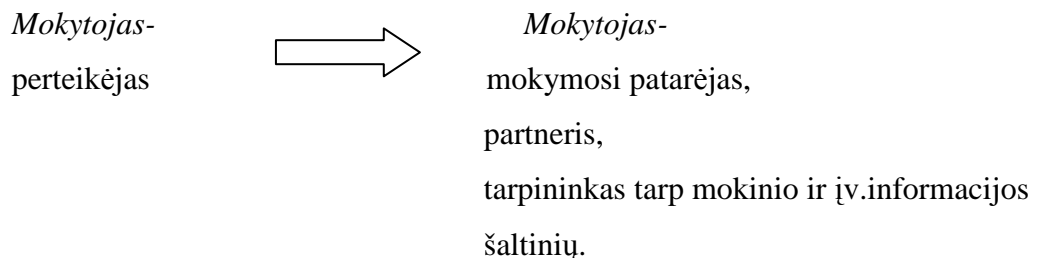 Mokytojas-
perteikėjas
Mokytojas-
mokymosi patarėjas,
partneris,
tarpininkas tarp mokinio ir įv.informacijos
šaltinių.